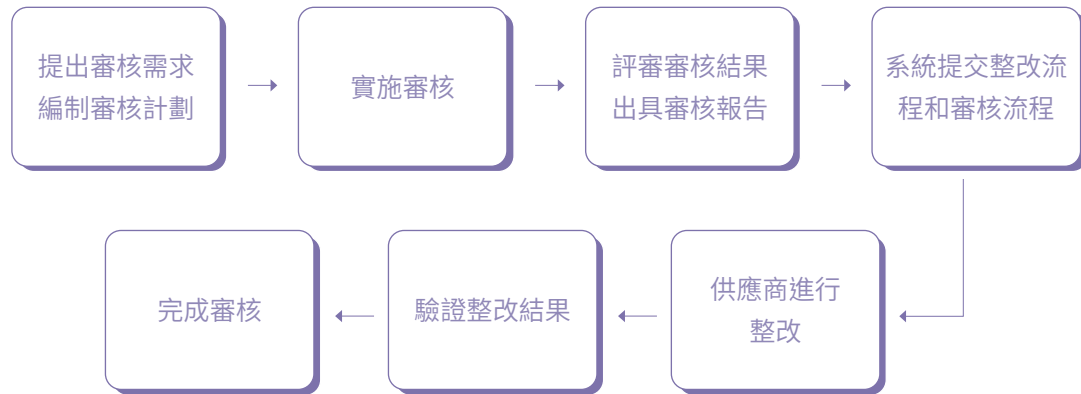 提出審核需求
編制審核計劃
實施審核
評審審核結果
出具審核報告
系統提交整改流
程和審核流程
供應商進行
整改
驗證整改結果
完成審核